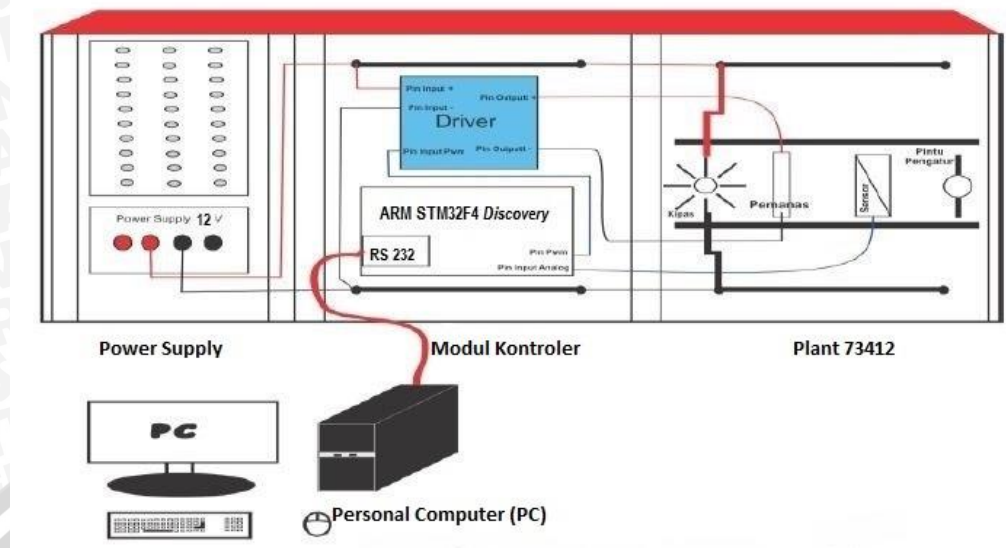 Power Supply 12 V
Pin Input +
Pin Output +
Pin Input -
Driver
Pin Input Pwm
Pin Output -
ARM STM32F4 Discovery
RS 232
Pin Pwm
Pin Input Analog
Kipas
Pemanas
Sensor
Pintu
Pengatur
Power Supply
Modul Kontroler
Plant 73412
PC
Personal Computer (PC)